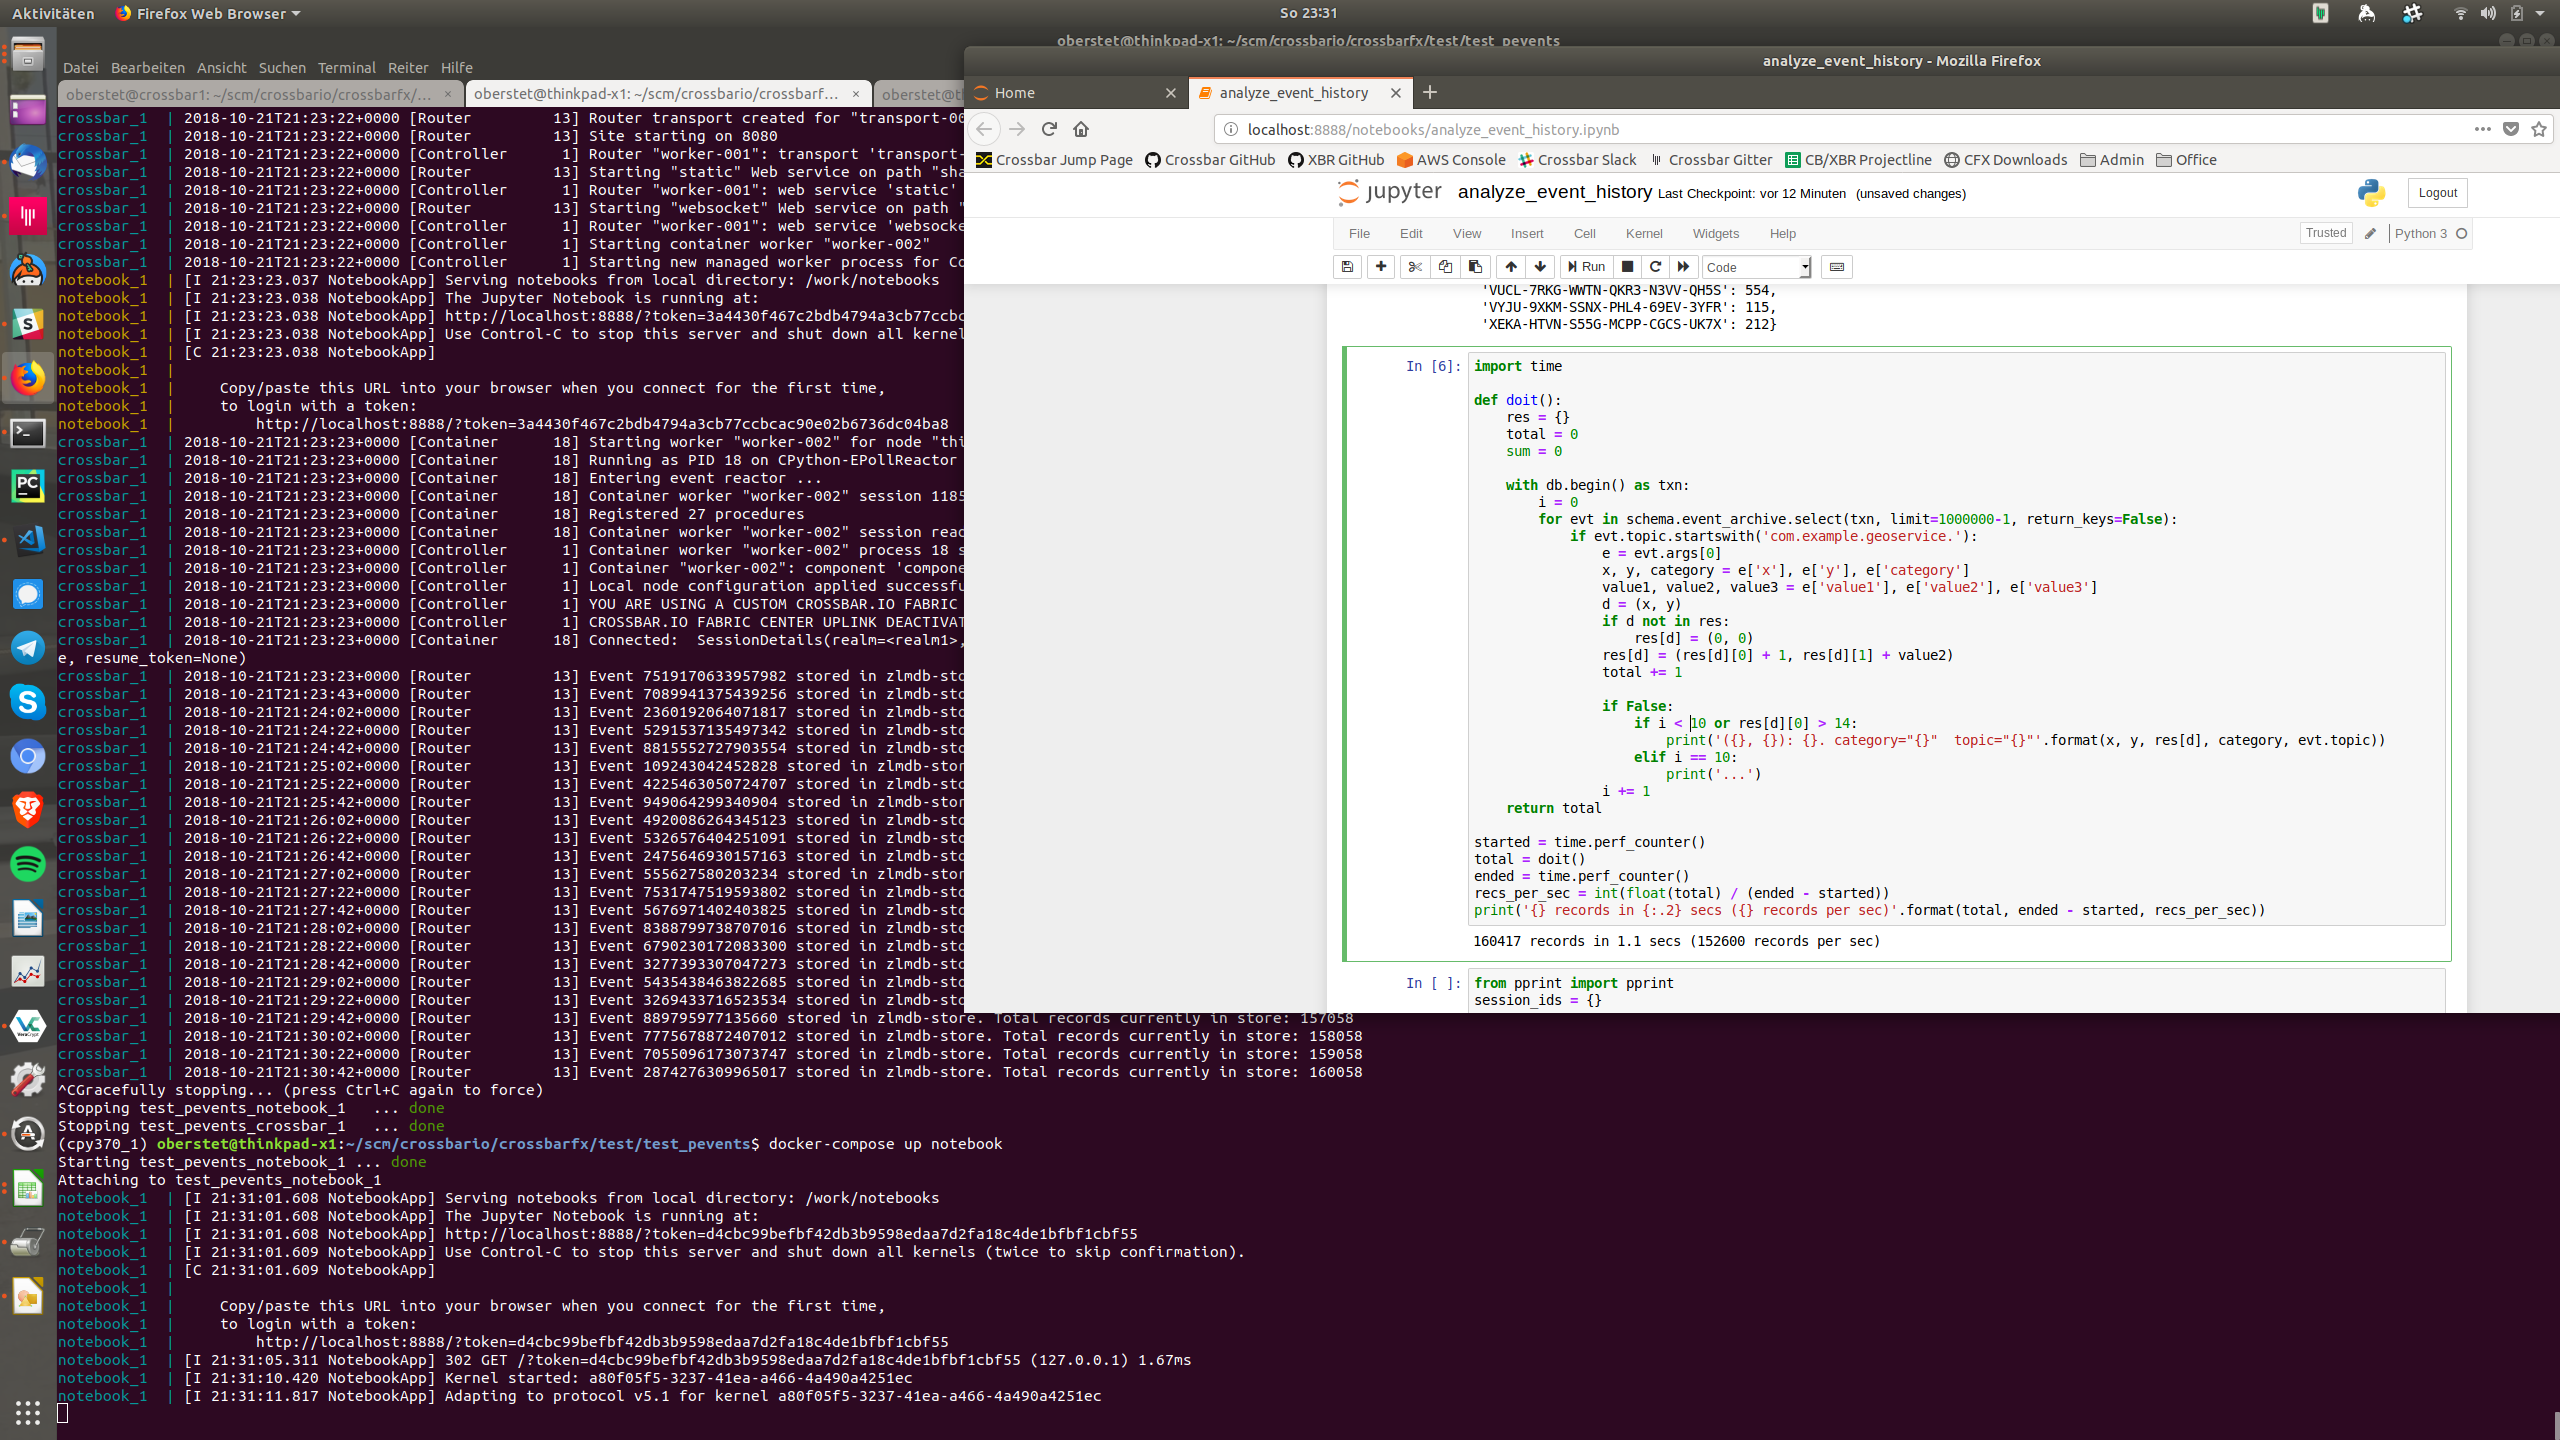 Aktivitäten
Firefox Web Browser
So 23:31
oberstet@thinkpad-x1: ~/scm/crossbario/crossbarfx/test/test_pevents
Datei Bearbeiten Ansicht Suchen Terminal Reiter Hilfe
oberstet@crossbar1: ~/scm/crossbario/crossbarfx/... ×
oberstet@thinkpad-x1: ~/scm/crossbario/crossbarf... ×
oberstet@t
crossbar_1 | 2018-10-21T21:23:22+0000 [Router 13] Router transport created for "transport-00
crossbar_1 | 2018-10-21T21:23:22+0000 [Router 13] Site starting on 8080
crossbar_1 | 2018-10-21T21:23:22+0000 [Controller 1] Router "worker-001": transport 'transport-
crossbar_1 | 2018-10-21T21:23:22+0000 [Router 13] Starting "static" Web service on path "sha
crossbar_1 | 2018-10-21T21:23:22+0000 [Controller 1] Router "worker-001": web service 'static'
crossbar_1 | 2018-10-21T21:23:22+0000 [Router 13] Starting "websocket" Web service on path "
crossbar_1 | 2018-10-21T21:23:22+0000 [Controller 1] Router "worker-001": web service 'websocke
crossbar_1 | 2018-10-21T21:23:22+0000 [Controller 1] Starting container worker "worker-002"
crossbar_1 | 2018-10-21T21:23:22+0000 [Controller 1] Starting new managed worker process for Co
notebook_1 | [I 21:23:23.037 NotebookApp] Serving notebooks from local directory: /work/notebooks
notebook_1 | [I 21:23:23.038 NotebookApp] The Jupyter Notebook is running at:
notebook_1 | [I 21:23:23.038 NotebookApp] http://localhost:8888/?token=3a4430f467c2bdb4794a3cb77ccbc
notebook_1 | [I 21:23:23.038 NotebookApp] Use Control-C to stop this server and shut down all kernel
notebook_1 | [C 21:23:23.038 NotebookApp]
notebook_1 |
notebook_1 | Copy/paste this URL into your browser when you connect for the first time,
notebook_1 | to login with a token:
notebook_1 | http://localhost:8888/?token=3a4430f467c2bdb4794a3cb77ccbcac90e02b6736dc04ba8
crossbar_1 | 2018-10-21T21:23:23+0000 [Container 18] Starting worker "worker-002" for node "thi
crossbar_1 | 2018-10-21T21:23:23+0000 [Container 18] Running as PID 18 on CPython-EPollReactor
crossbar_1 | 2018-10-21T21:23:23+0000 [Container 18] Entering event reactor ...
crossbar_1 | 2018-10-21T21:23:23+0000 [Container 18] Container worker "worker-002" session 1185
crossbar_1 | 2018-10-21T21:23:23+0000 [Container 18] Registered 27 procedures
crossbar_1 | 2018-10-21T21:23:23+0000 [Container 18] Container worker "worker-002" session reac
crossbar_1 | 2018-10-21T21:23:23+0000 [Controller 1] Container worker "worker-002" process 18 s
crossbar_1 | 2018-10-21T21:23:23+0000 [Controller 1] Container "worker-002": component 'compone
crossbar_1 | 2018-10-21T21:23:23+0000 [Controller 1] Local node configuration applied successfu
crossbar_1 | 2018-10-21T21:23:23+0000 [Controller 1] YOU ARE USING A CUSTOM CROSSBAR.IO FABRIC
crossbar_1 | 2018-10-21T21:23:23+0000 [Controller 1] CROSSBAR.IO FABRIC CENTER UPLINK DEACTIVAT
crossbar_1 | 2018-10-21T21:23:23+0000 [Container 18] Connected: SessionDetails(realm=<realm1>,
e, resume_token=None)
crossbar_1 | 2018-10-21T21:23:23+0000 [Router 13] Event 7519170633957982 stored in zlmdb-sto
crossbar_1 | 2018-10-21T21:23:43+0000 [Router 13] Event 7089941375439256 stored in zlmdb-sto
crossbar_1 | 2018-10-21T21:24:02+0000 [Router 13] Event 2360192064071817 stored in zlmdb-sto
crossbar_1 | 2018-10-21T21:24:22+0000 [Router 13] Event 5291537135497342 stored in zlmdb-sto
crossbar_1 | 2018-10-21T21:24:42+0000 [Router 13] Event 8815552727903554 stored in zlmdb-sto
crossbar_1 | 2018-10-21T21:25:02+0000 [Router 13] Event 109243042452828 stored in zlmdb-stor
crossbar_1 | 2018-10-21T21:25:22+0000 [Router 13] Event 4225463050724707 stored in zlmdb-sto
crossbar_1 | 2018-10-21T21:25:42+0000 [Router 13] Event 949064299340904 stored in zlmdb-stor
crossbar_1 | 2018-10-21T21:26:02+0000 [Router 13] Event 4920086264345123 stored in zlmdb-sto
crossbar_1 | 2018-10-21T21:26:22+0000 [Router 13] Event 5326576404251091 stored in zlmdb-sto
crossbar_1 | 2018-10-21T21:26:42+0000 [Router 13] Event 2475646930157163 stored in zlmdb-sto
crossbar_1 | 2018-10-21T21:27:02+0000 [Router 13] Event 555627580203234 stored in zlmdb-stor
crossbar_1 | 2018-10-21T21:27:22+0000 [Router 13] Event 7531747519593802 stored in zlmdb-sto
crossbar_1 | 2018-10-21T21:27:42+0000 [Router 13] Event 5676971402403825 stored in zlmdb-sto
crossbar_1 | 2018-10-21T21:28:02+0000 [Router 13] Event 8388799738707016 stored in zlmdb-sto
crossbar_1 | 2018-10-21T21:28:22+0000 [Router 13] Event 6790230172083300 stored in zlmdb-sto
crossbar_1 | 2018-10-21T21:28:42+0000 [Router 13] Event 3277393307047273 stored in zlmdb-sto
crossbar_1 | 2018-10-21T21:29:02+0000 [Router 13] Event 5435438463822685 stored in zlmdb-sto
crossbar_1 | 2018-10-21T21:29:22+0000 [Router 13] Event 3269433716523534 stored in zlmdb-sto
crossbar_1 | 2018-10-21T21:29:42+0000 [Router 13] Event 889795977135660 stored in zlmdb-store. Total records currently in store: 157058
crossbar_1 | 2018-10-21T21:30:02+0000 [Router 13] Event 7775678872407012 stored in zlmdb-store. Total records currently in store: 158058
crossbar_1 | 2018-10-21T21:30:22+0000 [Router 13] Event 7055096173073747 stored in zlmdb-store. Total records currently in store: 159058
crossbar_1 | 2018-10-21T21:30:42+0000 [Router 13] Event 2874276309965017 stored in zlmdb-store. Total records currently in store: 160058
^CGracefully stopping... (press Ctrl+C again to force)
Stopping test_pevents_notebook_1 ... done
Stopping test_pevents_crossbar_1 ... done
(cpy370_1) oberstet@thinkpad-x1:~/scm/crossbario/crossbarfx/test/test_pevents$ docker-compose up notebook
Starting test_pevents_notebook_1 ... done
Attaching to test_pevents_notebook_1
notebook_1 | [I 21:31:01.608 NotebookApp] Serving notebooks from local directory: /work/notebooks
notebook_1 | [I 21:31:01.608 NotebookApp] The Jupyter Notebook is running at:
notebook_1 | [I 21:31:01.608 NotebookApp] http://localhost:8888/?token=d4cbc99befbf42db3b9598edaa7d2fa18c4de1bfbf1cbf55
notebook_1 | [I 21:31:01.609 NotebookApp] Use Control-C to stop this server and shut down all kernels (twice to skip confirmation).
notebook_1 | [C 21:31:01.609 NotebookApp]
notebook_1 |
notebook_1 | Copy/paste this URL into your browser when you connect for the first time,
notebook_1 | to login with a token:
notebook_1 | http://localhost:8888/?token=d4cbc99befbf42db3b9598edaa7d2fa18c4de1bfbf1cbf55
notebook_1 | [I 21:31:05.311 NotebookApp] 302 GET /?token=d4cbc99befbf42db3b9598edaa7d2fa18c4de1bfbf1cbf55 (127.0.0.1) 1.67ms
notebook_1 | [I 21:31:10.420 NotebookApp] Kernel started: a80f05f5-3237-41ea-a466-4a490a4251ec
notebook_1 | [I 21:31:11.817 NotebookApp] Adapting to protocol v5.1 for kernel a80f05f5-3237-41ea-a466-4a490a4251ec
analyze_event_history - Mozilla Firefox
Home
analyze_event_history
localhost:8888/notebooks/analyze_event_history.ipynb
Crossbar Jump Page Crossbar GitHub XBR GitHub AWS Console Crossbar Slack Crossbar Gitter CB/XBR Projectline CFX Downloads Admin Office
jupyter analyze_event_history Last Checkpoint: vor 12 Minuten (unsaved changes)
Logout
File Edit View Insert Cell Kernel Widgets Help
Trusted
Python 3
Run
Code
'VUCL-7RKG-WWTN-QKR3-N3VV-QH5S': 554,
'VYJU-9XKM-SSNX-PHL4-69EV-3YFR': 115,
'XEKA-HTVN-S55G-MCPP-CGCS-UK7X': 212}
In [6]: import time
def doit():
res = {}
total = 0
sum = 0
with db.begin() as txn:
i = 0
for evt in schema.event_archive.select(txn, limit=1000000-1, return_keys=False):
if evt.topic.startswith('com.example.geoservice.'):
e = evt.args[0]
x, y, category = e['x'], e['y'], e['category']
value1, value2, value3 = e['value1'], e['value2'], e['value3']
d = (x, y)
if d not in res:
res[d] = (0, 0)
res[d] = (res[d][0] + 1, res[d][1] + value2)
total += 1
if False:
if i < 10 or res[d][0] > 14:
print('({}, {}): {}. category="{}" topic="{}"'.format(x, y, res[d], category, evt.topic))
elif i == 10:
print('...')
i += 1
return total
started = time.perf_counter()
total = doit()
ended = time.perf_counter()
recs_per_sec = int(float(total) / (ended - started))
print('{} records in {:.2} secs ({} records per sec)'.format(total, ended - started, recs_per_sec))
160417 records in 1.1 secs (152600 records per sec)
In [ ]: from pprint import pprint
session_ids = {}